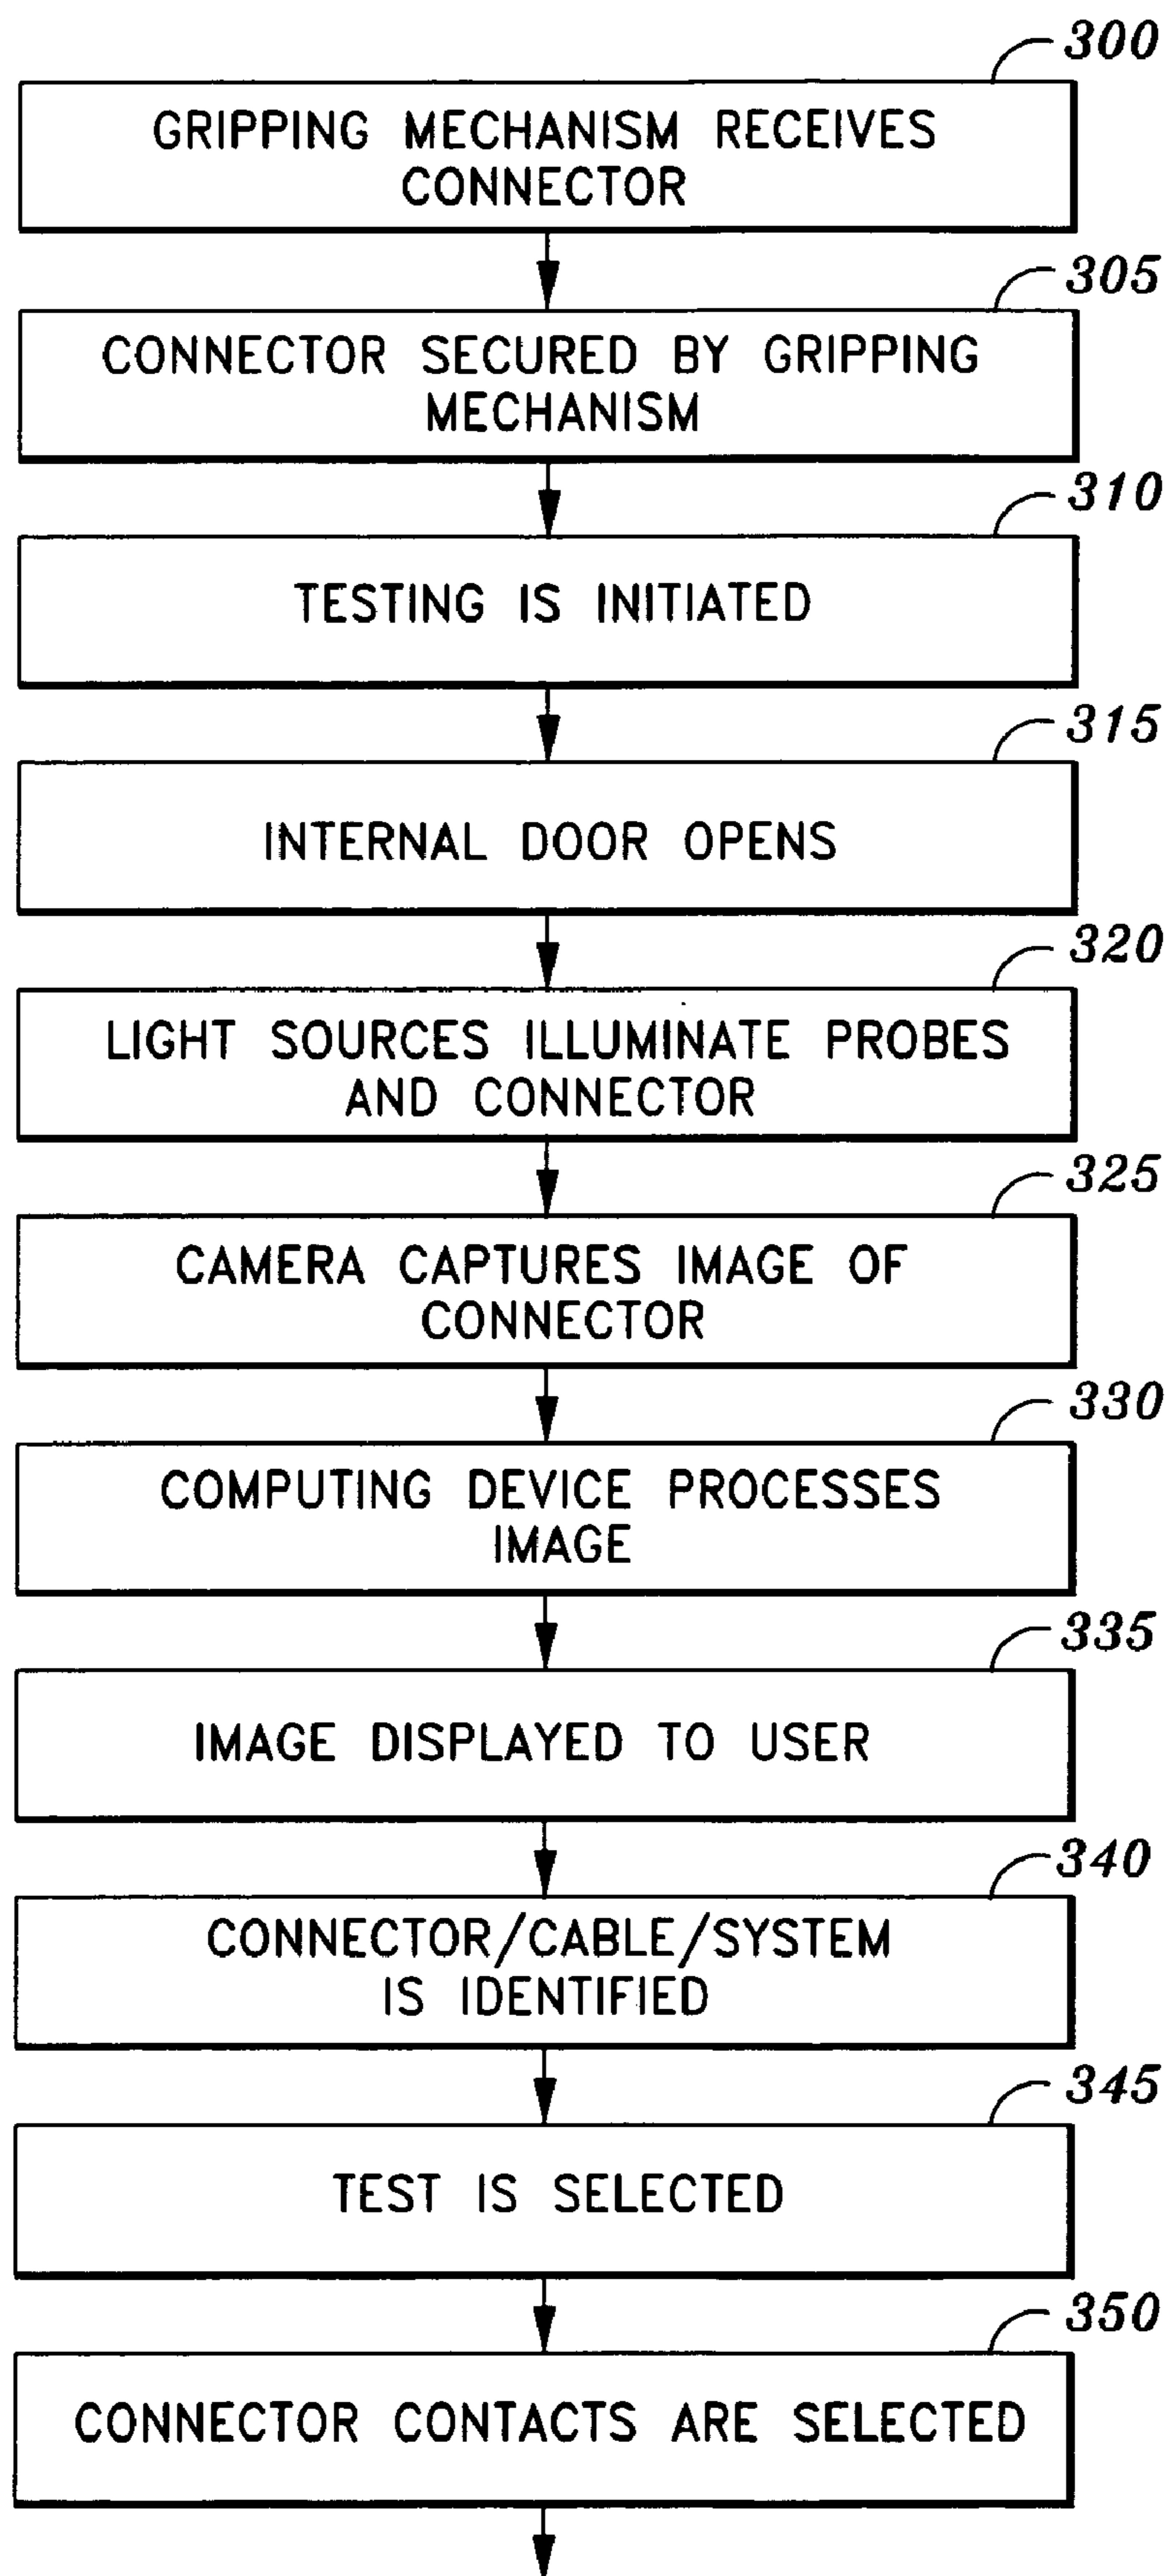 300
GRIPPING MECHANISM RECEIVES
CONNECTOR
305
CONNECTOR SECURED BY GRIPPING
MECHANISM
310
TESTING IS INITIATED
315
INTERNAL DOOR OPENS
320
LIGHT SOURCES ILLUMINATE PROBES
AND CONNECTOR
325
CAMERA CAPTURES IMAGE OF
CONNECTOR
330
COMPUTING DEVICE PROCESSES
IMAGE
335
IMAGE DISPLAYED TO USER
340
CONNECTOR/CABLE/SYSTEM
IS IDENTIFIED
345
TEST IS SELECTED
350
CONNECTOR CONTACTS ARE SELECTED